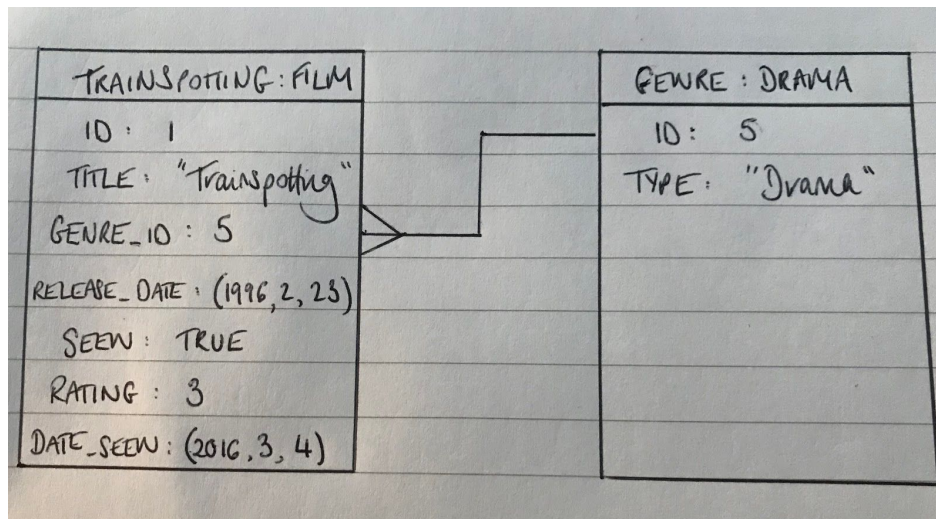 TRAINSPOTTING: FILM
ID: 1
TITLE: "Trainspotting"
GENRE_ID: 5
RELEASE_DATE: (1996, 2, 23)
SEEN: TRUE
RATING: 3
DATE_SEEN: (2016, 3, 4)
GENRE: DRAMA
ID: 5
TYPE: "Drama"